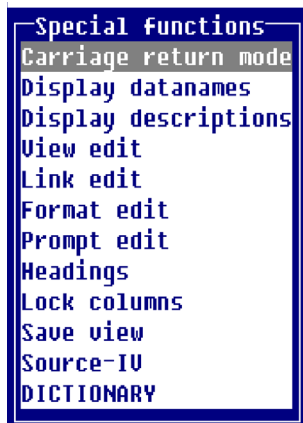 Special functions
Carriage return mode
Display datanames
Display descriptions
View edit
Link edit
Format edit
Prompt edit
Headings
Lock columns
Save view
Source-IV
DICTIONARY